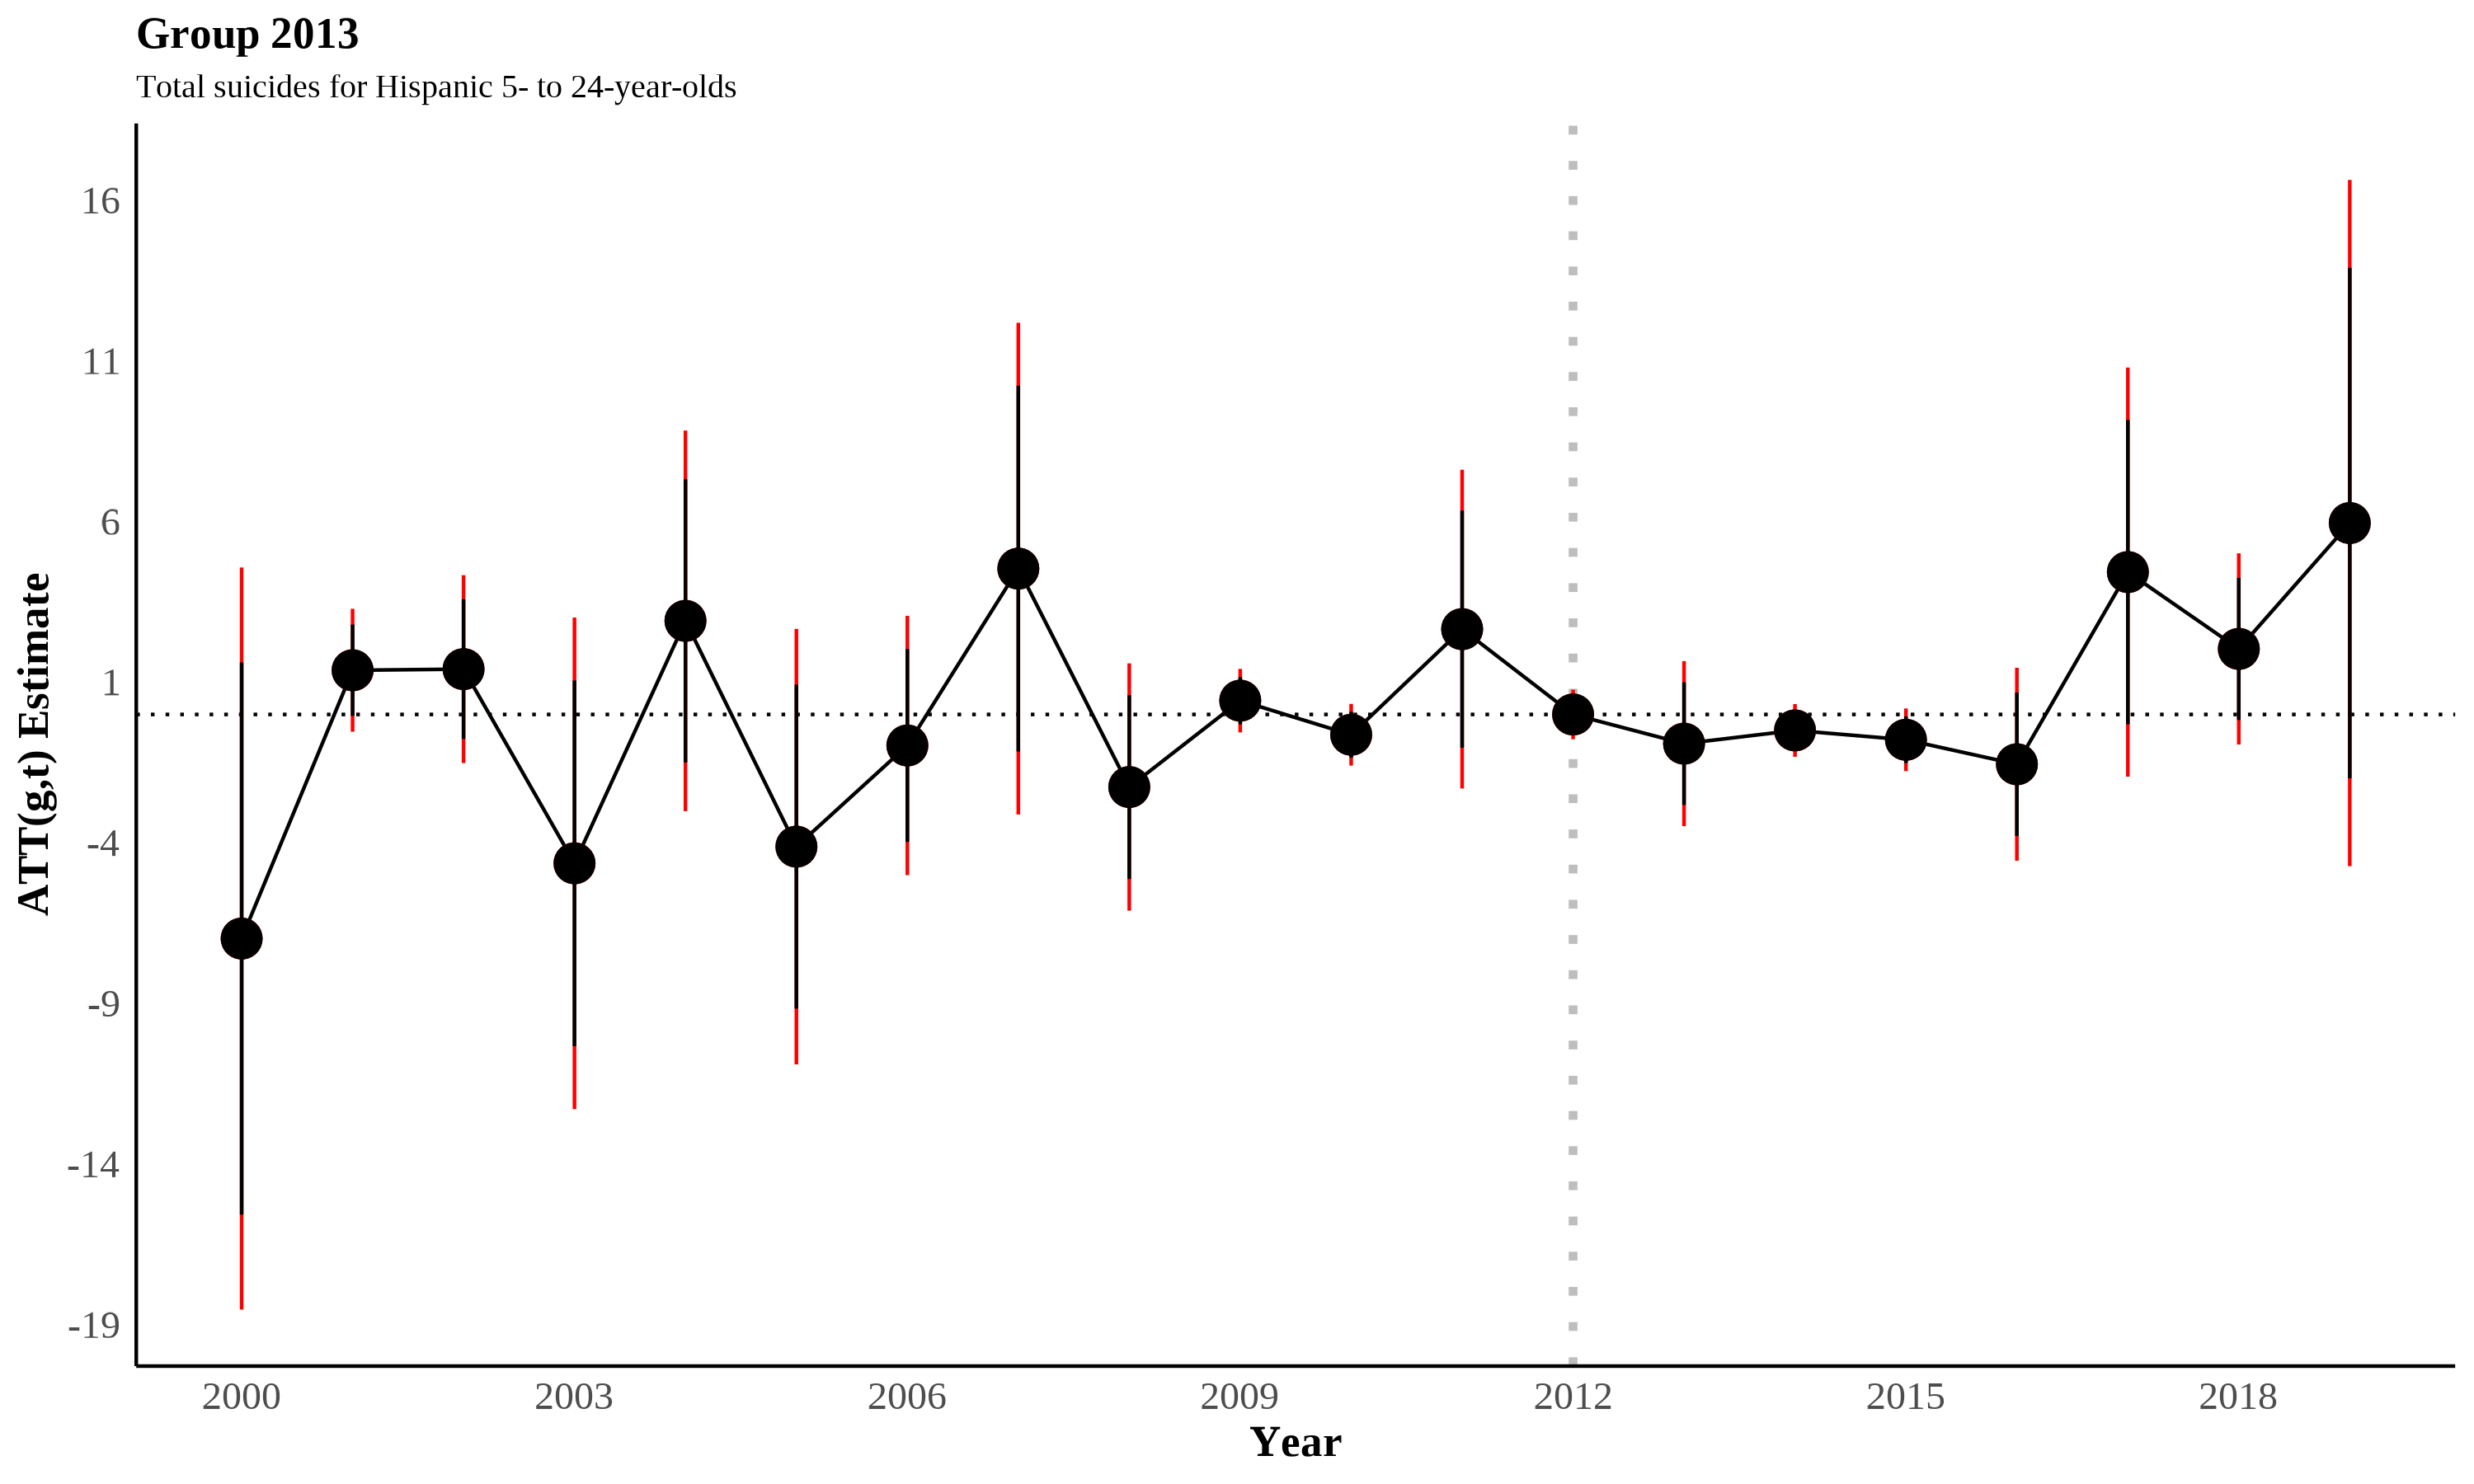 Group 2013
Total suicides for Hispanic 5- to 24-year-olds
ATT(g,t) Estimate
16
11
6
1
-4
-9
-14
-19
2000 2003 2006 2009 2012 2015 2018
Year